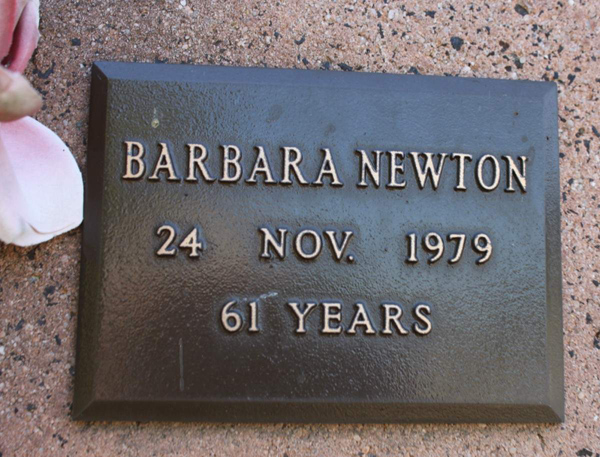 BARBARA NEWTON
24 NOV. 1979
61 YEARS